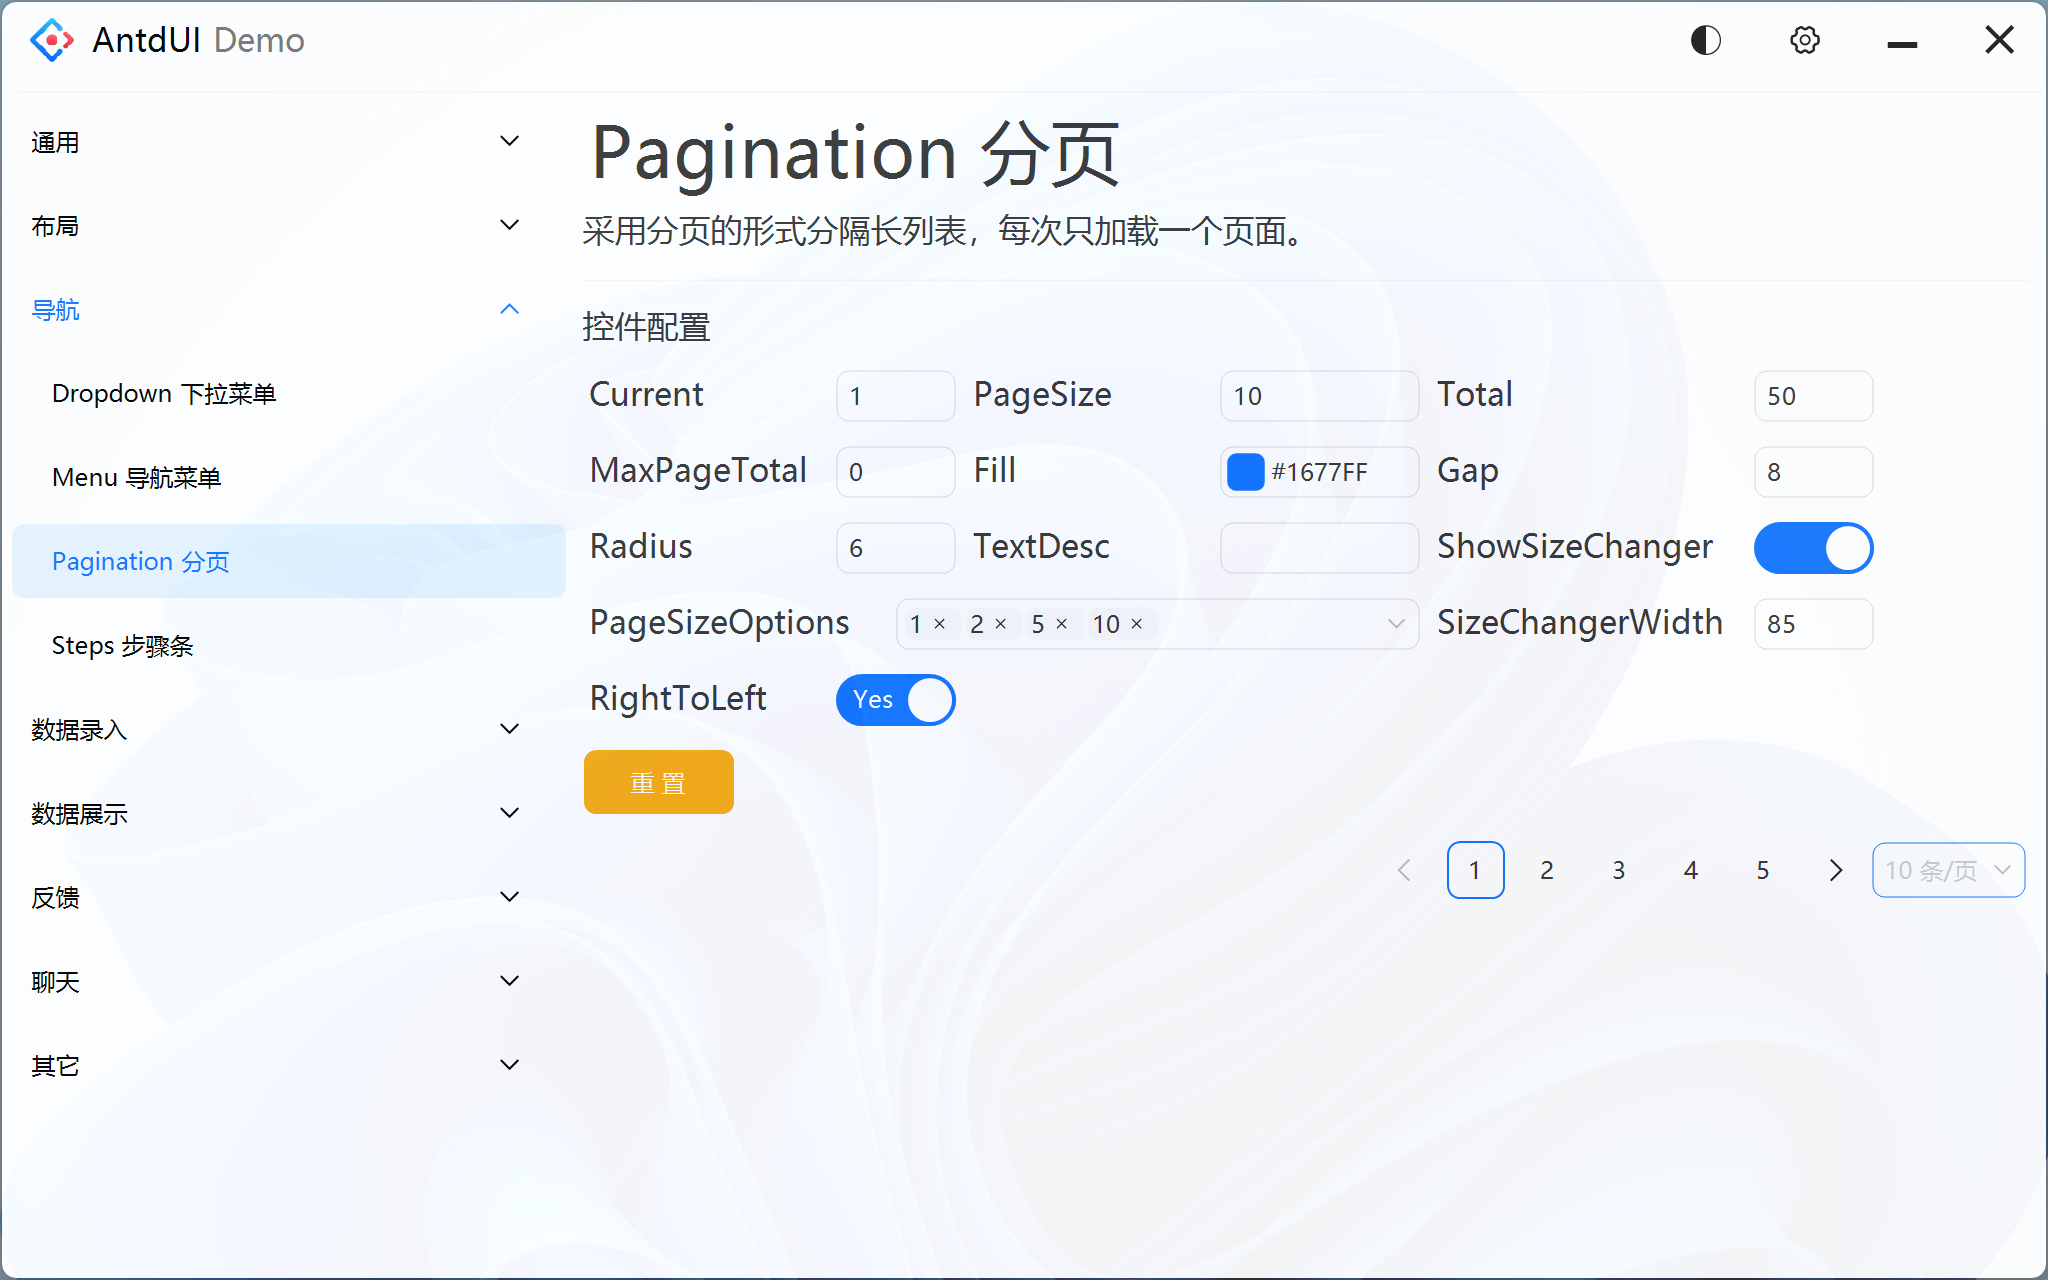 AntdUI Demo
通用
布局
导航
Dropdown 下拉菜单
Menu 导航菜单
Pagination 分页
Steps 步骤条
数据录入
数据展示
反馈
聊天
其它
Pagination 分页
采用分页的形式分隔长列表，每次只加载一个页面。
控件配置
Current 1 PageSize 10 Total 50
MaxPageTotal 0 Fill #1677FF Gap 8
Radius 6 TextDesc ShowSizeChanger
PageSizeOptions 1 × 2 × 5 × 10 × SizeChangerWidth 85
RightToLeft Yes
重置
1 2 3 4 5 10 条/页